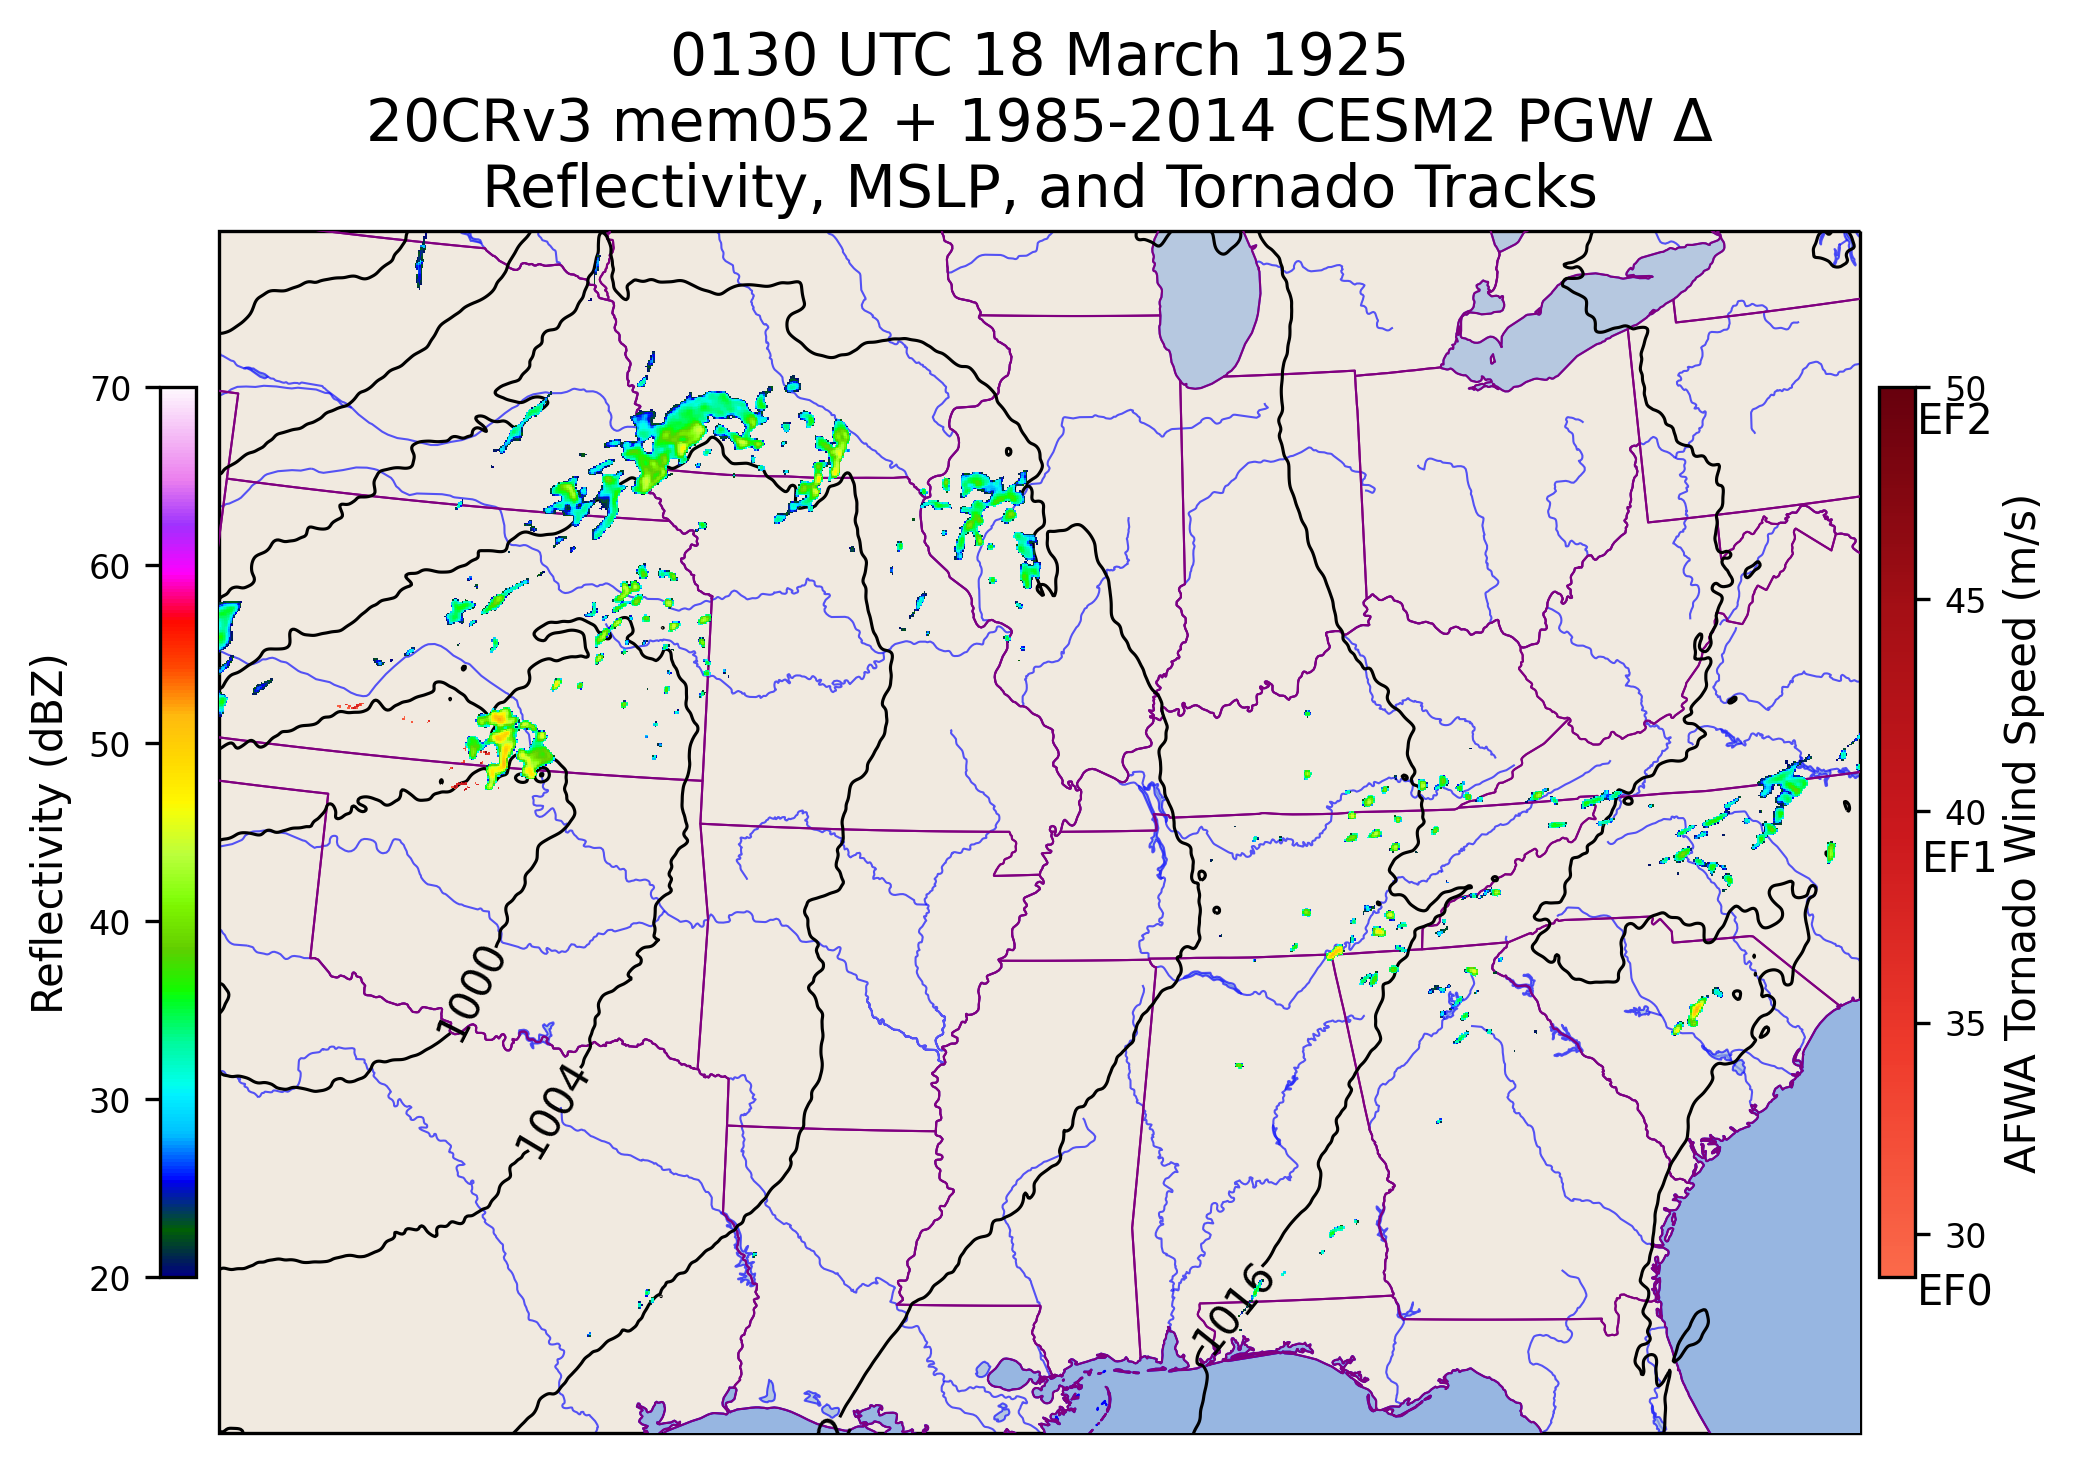 0130 UTC 18 March 1925
20CRv3 mem052 + 1985-2014 CESM2 PGW Δ
Reflectivity, MSLP, and Tornado Tracks
70
60
50
40
30
20
Reflectivity (dBZ)
1000
1004
1016
50
EF2
45
40
EF1
35
30
EF0
AFWA Tornado Wind Speed (m/s)